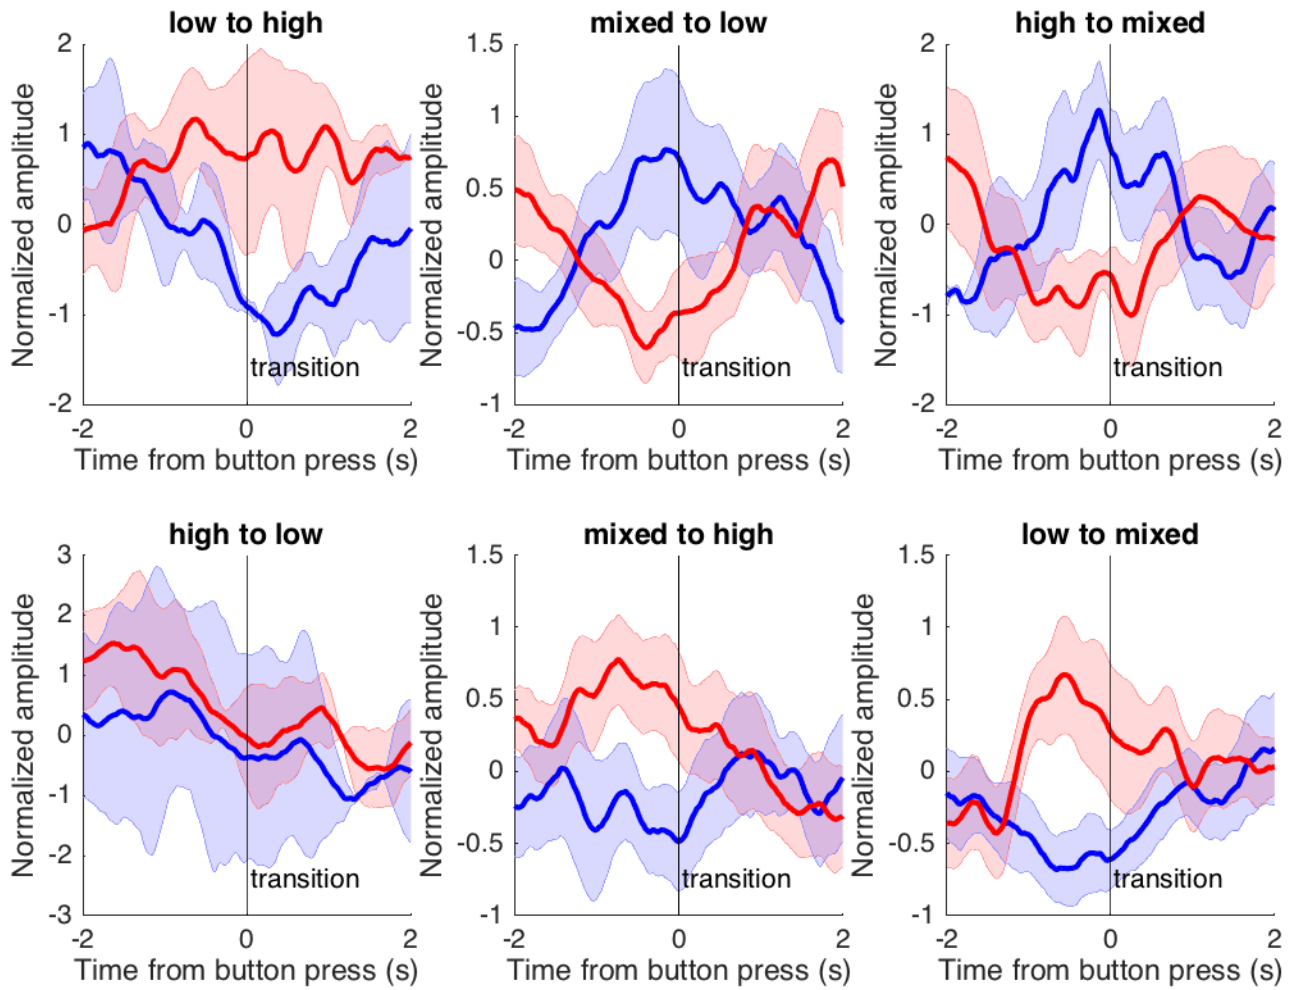 low to high
mixed to low
high to mixed
Normalized amplitude
2
1
0
-1
-2
transition
-2
0
2
Time from button press (s)
Normalized amplitude
1.5
1
0.5
0
-0.5
-1
transition
-2
0
2
Time from button press (s)
Normalized amplitude
2
1
0
-1
-2
transition
-2
0
2
Time from button press (s)
high to low
mixed to high
low to mixed
Normalized amplitude
3
2
1
0
-1
-2
-3
transition
-2
0
2
Time from button press (s)
Normalized amplitude
1.5
1
0.5
0
-0.5
-1
transition
-2
0
2
Time from button press (s)
Normalized amplitude
1.5
1
0.5
0
-0.5
-1
transition
-2
0
2
Time from button press (s)